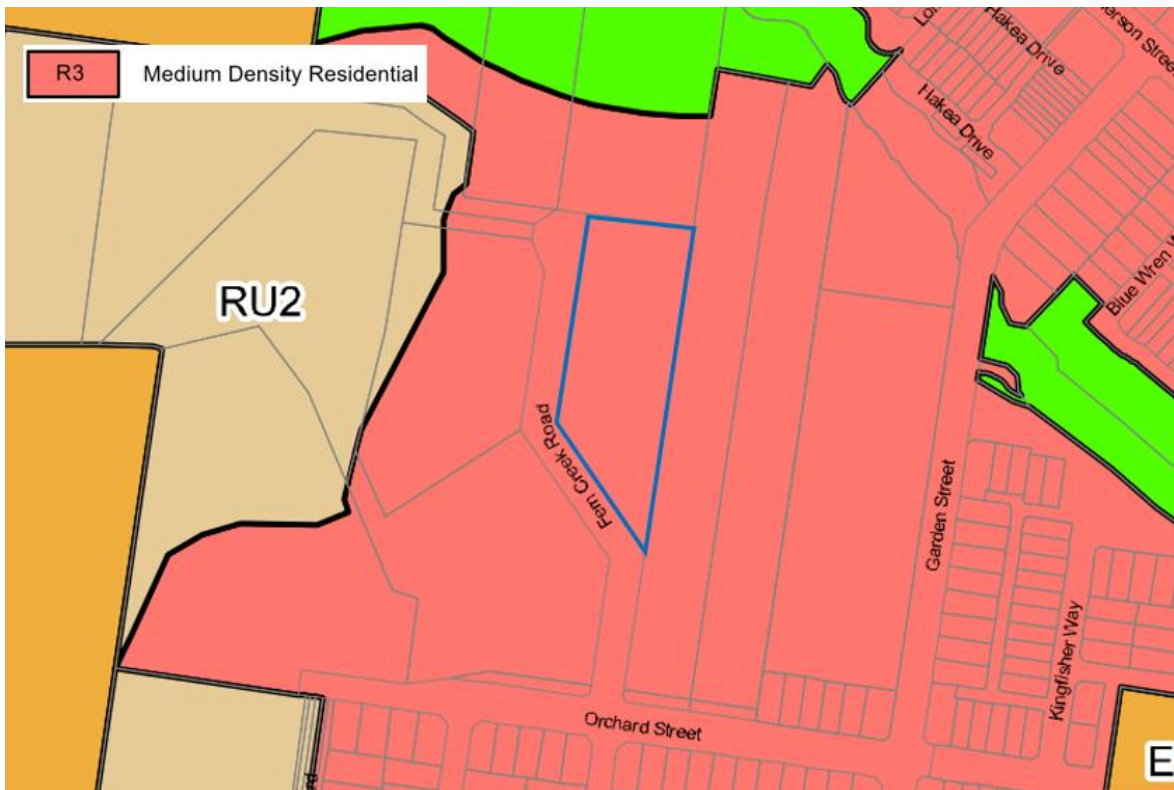 R3 Medium Density Residential
Hakea Drive
Hakea Drive
Blue Wren
RU2
Fern Creek Road
Garden Street
Kingfisher Way
Orchard Street
E